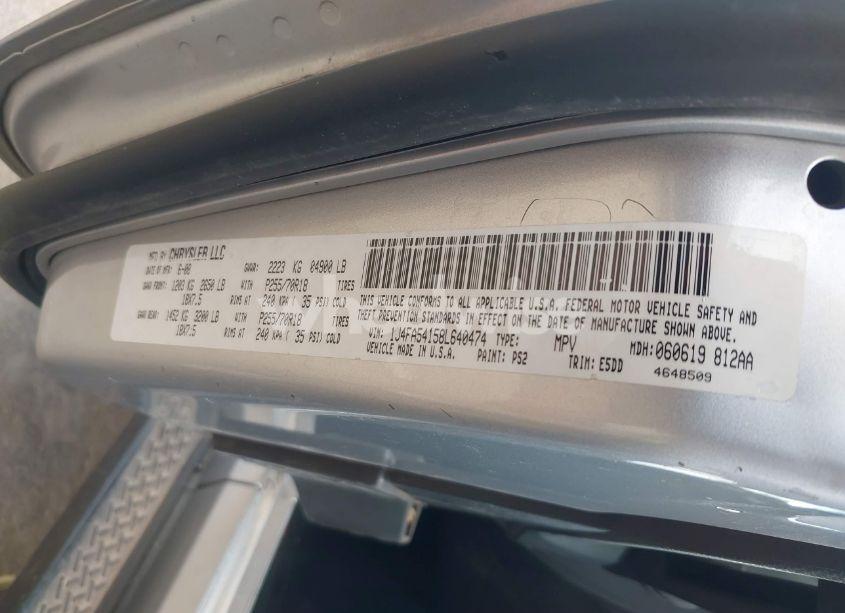 MFD BY CHRYSLER LLC
DATE OF MFR: 6-08 GVWR: 2223 KG 04900 LB
GAWR FRONT: 1203 KG 2650 LB WITH P255/70R18 TIRES
18X7.5 RIMS AT 240 KPA ( 35 PSI) COLD
GAWR REAR: 1452 KG 3200 LB WITH P255/70R18 TIRES
18X7.5 RIMS AT 240 KPA ( 35 PSI) COLD
THIS VEHICLE CONFORMS TO ALL APPLICABLE U.S.A. FEDERAL MOTOR VEHICLE SAFETY AND
THEFT PREVENTION STANDARDS IN EFFECT ON THE DATE OF MANUFACTURE SHOWN ABOVE.
VIN: 1J4FA54158L640474 TYPE: MPV MDH: 060619 812AA
VEHICLE MADE IN U.S.A. PAINT: PS2 TRIM: E5DD
4648509